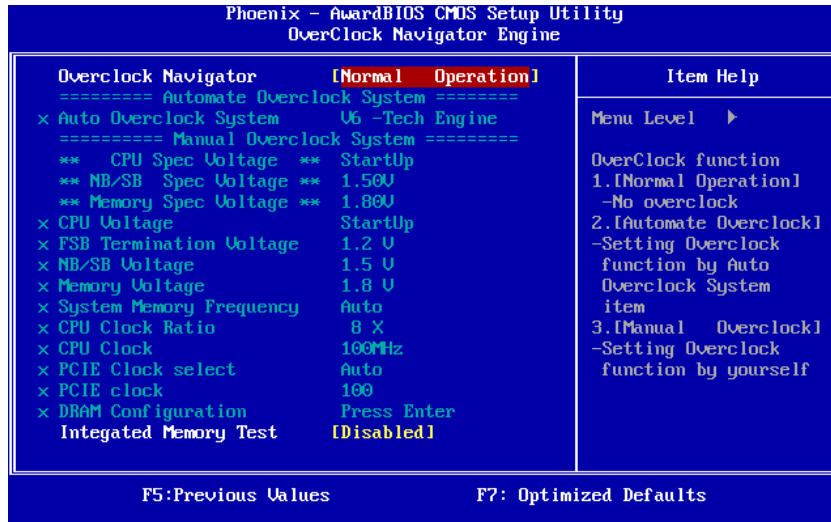 Phoenix - AwardBIOS CMOS Setup Utility
OverClock Navigator Engine
Overclock Navigator [Normal Operation]
========= Automate Overclock System ========
x Auto Overclock System V6 -Tech Engine
========== Manual Overclock System =========
** CPU Spec Voltage ** StartUp
** NB/SB Spec Voltage ** 1.50V
** Memory Spec Voltage ** 1.80V
x CPU Voltage StartUp
x FSB Termination Voltage 1.2 V
x NB/SB Voltage 1.5 V
x Memory Voltage 1.8 V
x System Memory Frequency Auto
x CPU Clock Ratio 8 X
x CPU Clock 100MHz
x PCIE Clock select Auto
x PCIE clock 100
x DRAM Configuration Press Enter
Integated Memory Test [Disabled]
Item Help
Menu Level ▶
OverClock function
1.[Normal Operation]
-No overclock
2.[Automate Overclock]
-Setting Overclock
function by Auto
Overclock System
item
3.[Manual Overclock]
-Setting Overclock
function by yourself
F5:Previous Values F7: Optimized Defaults